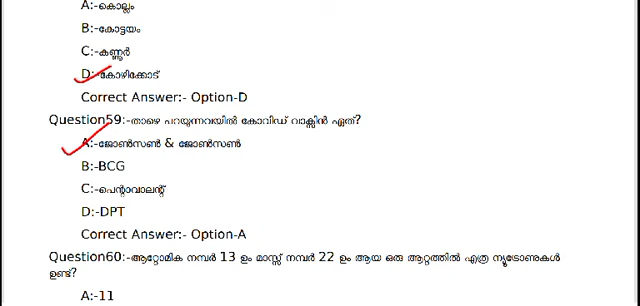 A:-കൊല്ലം
B:-കോട്ടയം
C:-കണ്ണൂർ
D:-കോഴിക്കോട്
Correct Answer:- Option-D
Question59:-താഴെ പറയുന്നവയിൽ കോവിഡ് വാക്സിൻ ഏത്?
A:-ജോൺസൺ & ജോൺസൺ
B:-BCG
C:-പെന്റാവാലന്റ്
D:-DPT
Correct Answer:- Option-A
Question60:-ആറ്റോമിക നമ്പർ 13 ഉം മാസ്സ് നമ്പർ 22 ഉം ആയ ഒരു ആറ്റത്തിൽ എത്ര ന്യൂട്രോണുകൾ
ഉണ്ട്?
A:-11